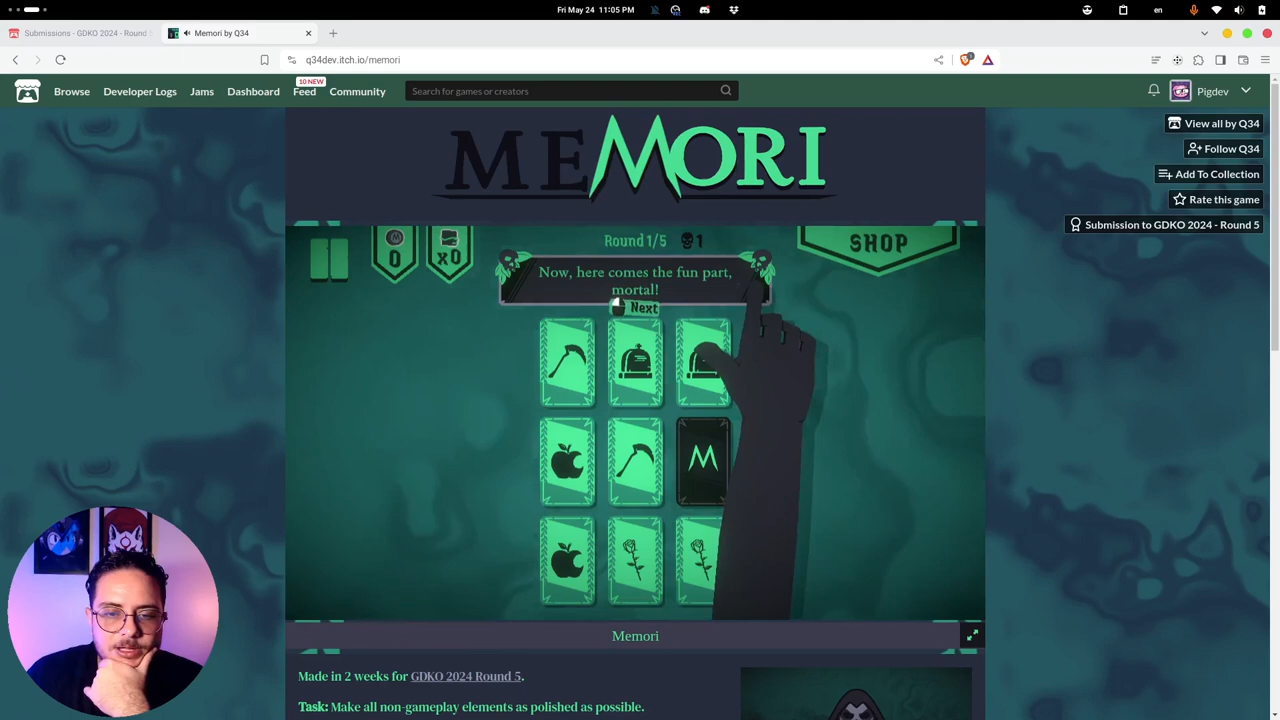 Fri May 24 11:05 PM
en
Submissions - GDKO 2024 - Round 5
Memori by Q34
q34dev.itch.io/memori
10 NEW
Browse
Developer Logs
Jams
Dashboard
Feed
Community
Search for games or creators
Pigdev
View all by Q34
Follow Q34
Add To Collection
Rate this game
Submission to GDKO 2024 - Round 5
MEMORI
0
x0
Round 1/5
1
SHOP
Now, here comes the fun part,
mortal!
Next
M
Memori
Made in 2 weeks for GDKO 2024 Round 5.
Task: Make all non-gameplay elements as polished as possible.